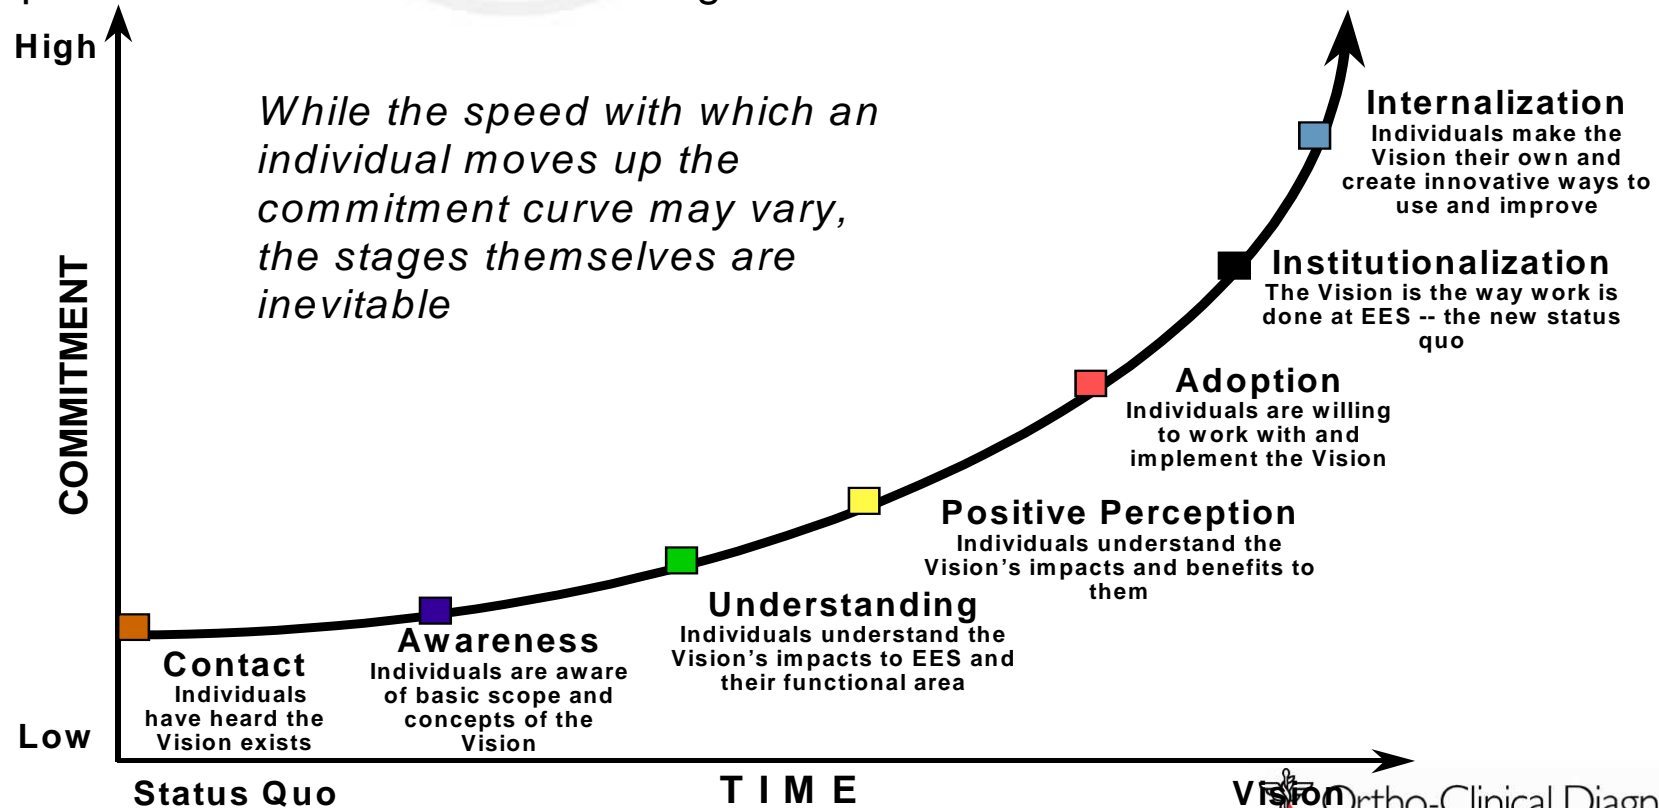 High
While the speed with which an
individual moves up the
commitment curve may vary,
the stages themselves are
inevitable
COMMITMENT
Internalization
Individuals make the
Vision their own and
create innovative ways to
use and improve
Institutionalization
The Vision is the way work is
done at EES -- the new status
quo
Adoption
Individuals are willing
to work with and
implement the Vision
Positive Perception
Individuals understand the
Vision's impacts and benefits to
them
Understanding
Individuals understand the
Vision's impacts to EES and
their functional area
Awareness
Individuals are aware
of basic scope and
concepts of the
Vision
Contact
Individuals
have heard the
Vision exists
Low
Status Quo
TIME
Vision
Ortho-Clinical